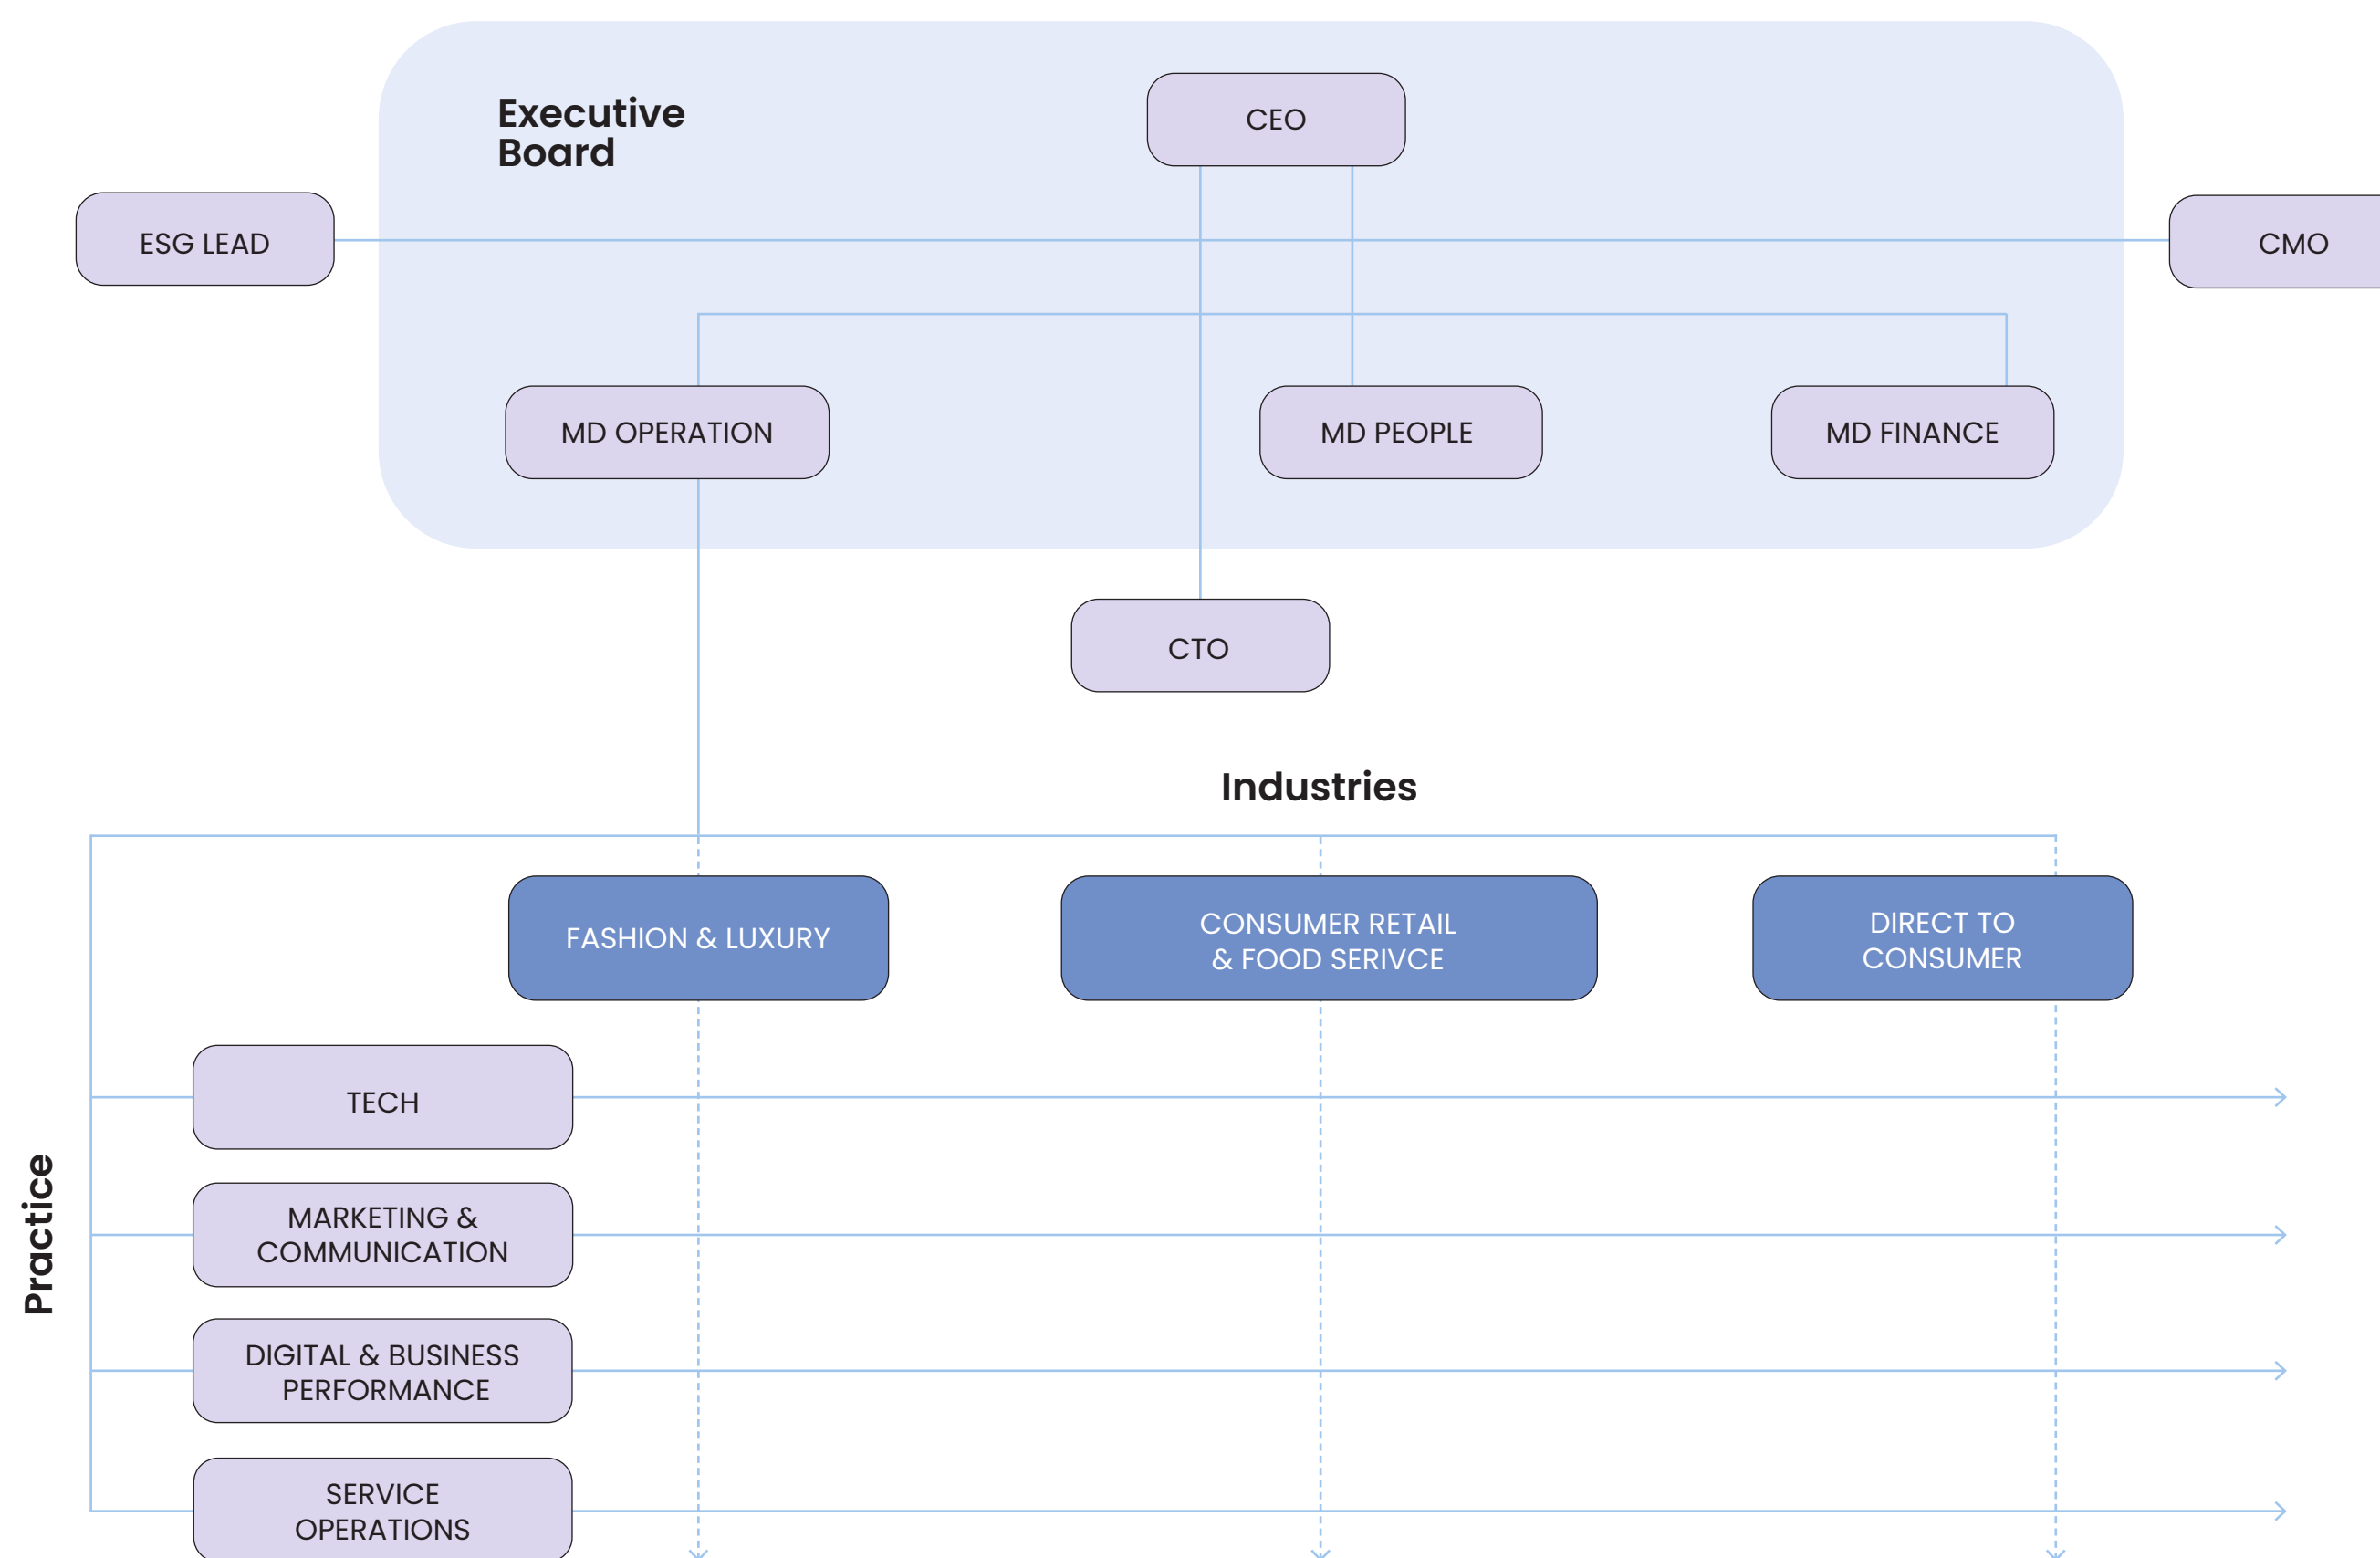 Executive
Board
CEO
ESG LEAD
CMO
MD OPERATION
MD PEOPLE
MD FINANCE
CTO
Industries
FASHION & LUXURY
CONSUMER RETAIL
& FOOD SERIVCE
DIRECT TO
CONSUMER
Practice
TECH
MARKETING &
COMMUNICATION
DIGITAL & BUSINESS
PERFORMANCE
SERVICE
OPERATIONS